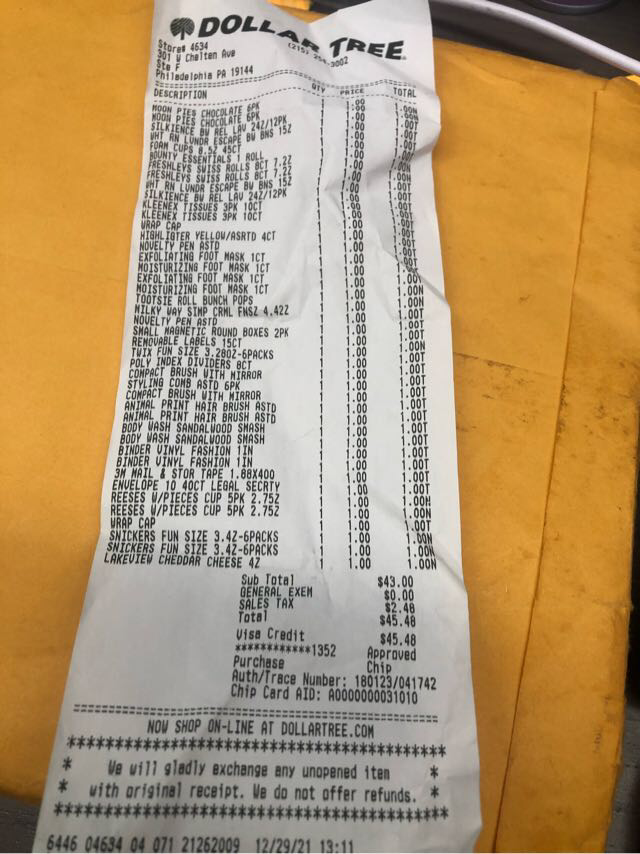 DOLLAR TREE
Store# 4634 (215) 254-3002
301 W Chelten Ave
Ste F
Philadelphia PA 19144
DESCRIPTION QTY PRICE TOTAL
MOON PIES CHOCOLATE 6PK 1 1.00 1.00N
MOON PIES CHOCOLATE 6PK 1 1.00 1.00N
SILKIENCE BW REL LAV 24Z/12PK 1 1.00 1.00T
WHT RN LUNDR ESCAPE BW BNS 15Z 1 1.00 1.00T
FOAM CUPS 8.5Z 45CT 1 1.00 1.00T
BOUNTY ESSENTIALS 1 ROLL 1 1.00 1.00T
FRESHLEYS SWISS ROLLS 8CT 7.2Z 1 1.00
FRESHLEYS SWISS ROLLS 8CT 7.2Z 1 1.00
WHT RN LUNDR ESCAPE BW BNS 15Z 1 1.00 1.00T
SILKIENCE BW REL LAV 24Z/12PK 1 1.00 1.00T
KLEENEX TISSUES 3PK 10CT 1 1.00 1.00T
KLEENEX TISSUES 3PK 10CT 1 1.00 1.00T
WRAP CAP 1 1.00 1.00T
HIGHLIGTER YELLOW/ASRTD 4CT 1 1.00 1.00T
NOVELTY PEN ASTD 1 1.00 1.00T
EXFOLIATING FOOT MASK 1CT 1 1.00 1.00T
MOISTURIZING FOOT MASK 1CT 1 1.00 1.00T
EXFOLIATING FOOT MASK 1CT 1 1.00 1.00T
MOISTURIZING FOOT MASK 1CT 1 1.00 1.00T
TOOTSIE ROLL BUNCH POPS 1 1.00 1.00N
MILKY WAY SIMP CRML FNSZ 4.42Z 1 1.00 1.00N
NOVELTY PEN ASTD 1 1.00 1.00T
SMALL MAGNETIC ROUND BOXES 2PK 1 1.00 1.00T
REMOVABLE LABELS 15CT 1 1.00 1.00T
TWIX FUN SIZE 3.28OZ-6PACKS 1 1.00 1.00N
POLY INDEX DIVIDERS 8CT 1 1.00 1.00T
COMPACT BRUSH WITH MIRROR 1 1.00 1.00T
STYLING COMB ASTD 6PK 1 1.00 1.00T
COMPACT BRUSH WITH MIRROR 1 1.00 1.00T
ANIMAL PRINT HAIR BRUSH ASTD 1 1.00 1.00T
ANIMAL PRINT HAIR BRUSH ASTD 1 1.00 1.00T
BODY WASH SANDALWOOD SMASH 1 1.00 1.00T
BODY WASH SANDALWOOD SMASH 1 1.00 1.00T
BINDER VINYL FASHION 1IN 1 1.00 1.00T
BINDER VINYL FASHION 1IN 1 1.00 1.00T
3M MAIL & STOR TAPE 1.88X400 1 1.00 1.00T
ENVELOPE 10 40CT LEGAL SECRTY 1 1.00 1.00T
REESES W/PIECES CUP 5PK 2.75Z 1 1.00 1.00N
REESES W/PIECES CUP 5PK 2.75Z 1 1.00 1.00N
WRAP CAP 1 1.00 1.00T
SNICKERS FUN SIZE 3.4Z-6PACKS 1 1.00 1.00N
SNICKERS FUN SIZE 3.4Z-6PACKS 1 1.00 1.00N
LAKEVIEW CHEDDAR CHEESE 4Z 1 1.00 1.00N
Sub Total $43.00
GENERAL EXEM $0.00
SALES TAX $2.48
Total $45.48
Visa Credit $45.48
************1352 Approved
Purchase Chip
Auth/Trace Number: 180123/041742
Chip Card AID: A0000000031010
NOW SHOP ON-LINE AT DOLLARTREE.COM
* We will gladly exchange any unopened item *
* with original receipt. We do not offer refunds. *
6446 04634 04 071 21262009 12/29/21 13:11